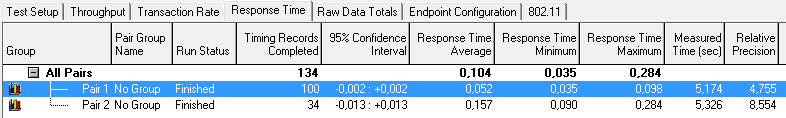 Test Setup Throughput Transaction Rate Response Time Raw Data Totals Endpoint Configuration 802.11
Group Pair Group Name Run Status Timing Records Completed 95% Confidence Interval Response Time Average Response Time Minimum Response Time Maximum Measured Time (sec) Relative Precision
All Pairs 134 0,104 0,035 0,284
Pair 1 No Group Finished 100 -0,002 : +0,002 0,052 0,035 0,098 5,174 4,755
Pair 2 No Group Finished 34 -0,013 : +0,013 0,157 0,090 0,284 5,326 8,554